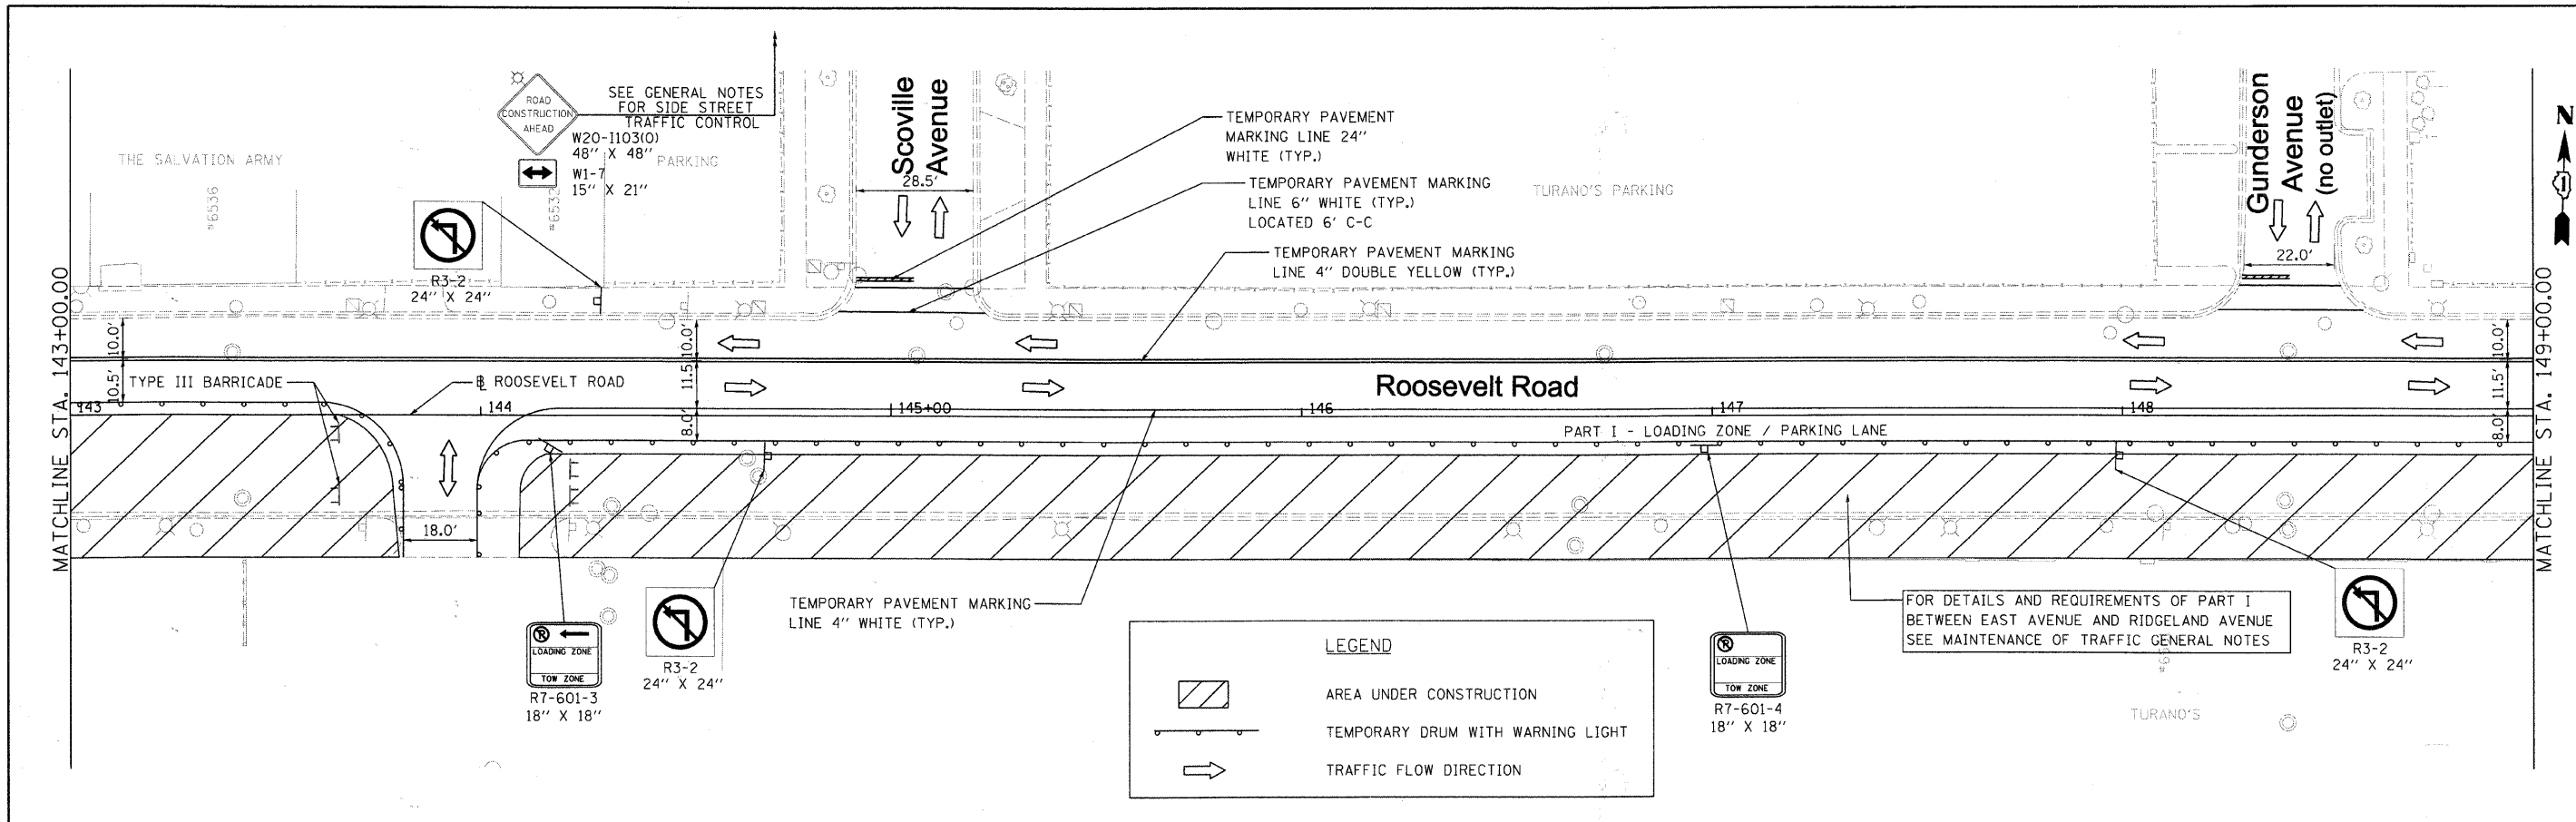 ROAD
CONSTRUCTION
AHEAD
SEE GENERAL NOTES
FOR SIDE STREET
TRAFFIC CONTROL
W20-1103(0)
48" X 48"
W1-7
15" X 21"
THE SALVATION ARMY
PARKING
#6536
#6532
R3-2
24" X 24"
Scoville
Avenue
28.5'
TEMPORARY PAVEMENT
MARKING LINE 24"
WHITE (TYP.)
TEMPORARY PAVEMENT MARKING
LINE 6" WHITE (TYP.)
LOCATED 6' C-C
TEMPORARY PAVEMENT MARKING
LINE 4" DOUBLE YELLOW (TYP.)
TURANO'S PARKING
Gunderson
Avenue
(no outlet)
22.0'
N
1
MATCHLINE STA. 143+00.00
MATCHLINE STA. 149+00.00
10.0'
10.5'
10.0'
11.5'
8.0'
10.0'
11.5'
8.0'
TYPE III BARRICADE
B ROOSEVELT ROAD
Roosevelt Road
143
144
145+00
146
147
148
PART I - LOADING ZONE / PARKING LANE
18.0'
TEMPORARY PAVEMENT MARKING
LINE 4" WHITE (TYP.)
R
LOADING ZONE
TOW ZONE
R7-601-3
18" X 18"
R3-2
24" X 24"
LEGEND
AREA UNDER CONSTRUCTION
TEMPORARY DRUM WITH WARNING LIGHT
TRAFFIC FLOW DIRECTION
R
LOADING ZONE
TOW ZONE
R7-601-4
18" X 18"
FOR DETAILS AND REQUIREMENTS OF PART I
BETWEEN EAST AVENUE AND RIDGELAND AVENUE
SEE MAINTENANCE OF TRAFFIC GENERAL NOTES
R3-2
24" X 24"
TURANO'S